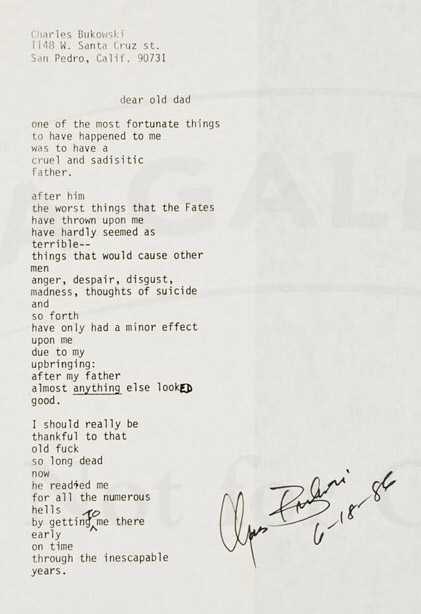 Charles Bukowski
1148 W. Santa Cruz st.
San Pedro, Calif. 90731
dear old dad
one of the most fortunate things
to have happened to me
was to have a
cruel and sadisitic
father.
after him
the worst things that the Fates
have thrown upon me
have hardly seemed as
terrible--
things that would cause other
men
anger, despair, disgust,
madness, thoughts of suicide
and
so forth
have only had a minor effect
upon me
due to my
upbringing:
after my father
almost anything else lookED
good.
I should really be
thankful to that
old fuck
so long dead
now
he readied me
for all the numerous
hells
by getting TO me there
early
on time
through the inescapable
years.
Chas Bukowski
6-18-86